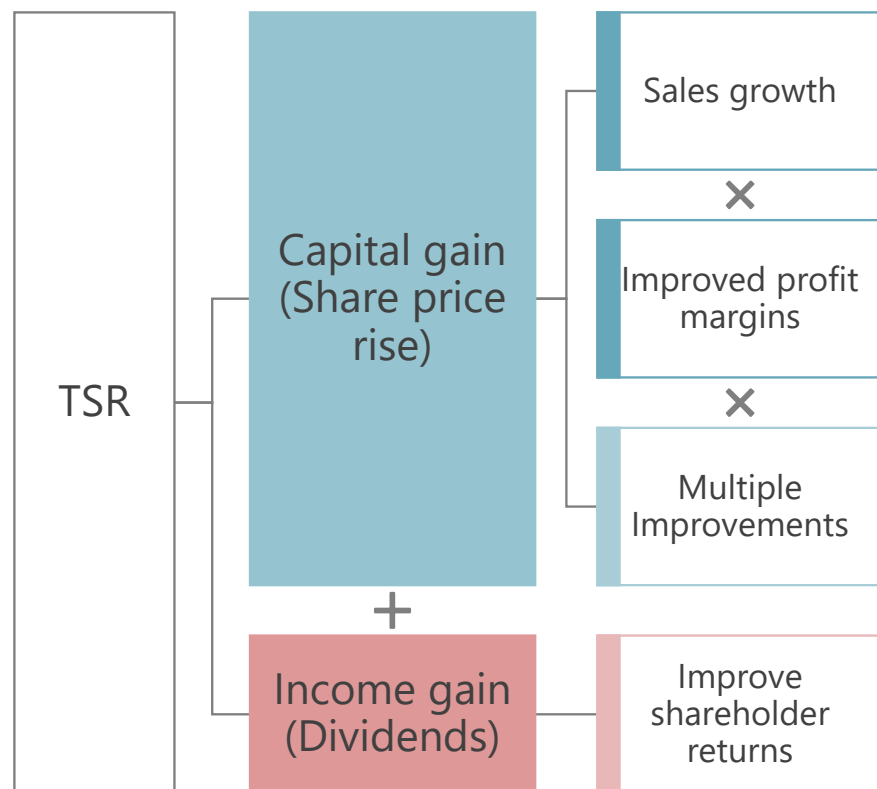 TSR
Capital gain
(Share price
rise)
+
Income gain
(Dividends)
Sales growth
×
Improved profit
margins
×
Multiple
Improvements
Improve
shareholder
returns